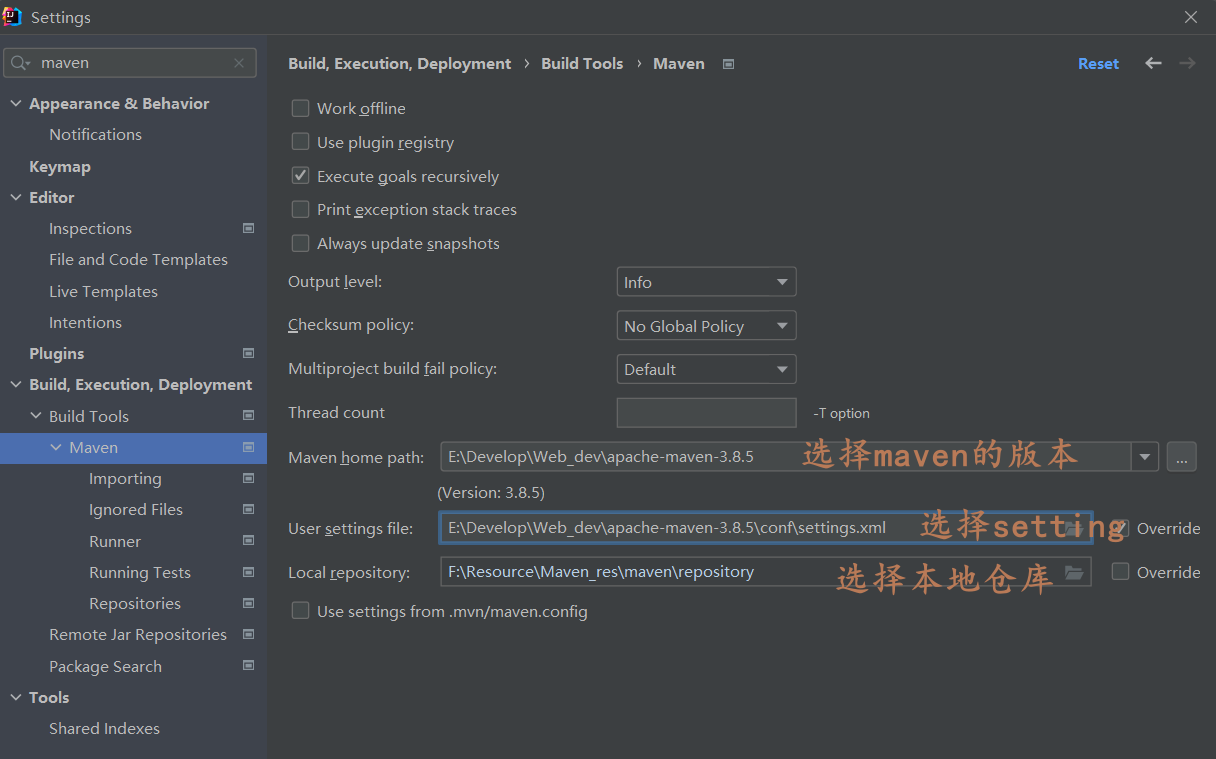 Settings
maven
Appearance & Behavior
Notifications
Keymap
Editor
Inspections
File and Code Templates
Live Templates
Intentions
Plugins
Build, Execution, Deployment
Build Tools
Maven
Importing
Ignored Files
Runner
Running Tests
Repositories
Remote Jar Repositories
Package Search
Tools
Shared Indexes
Build, Execution, Deployment › Build Tools › Maven
Reset
Work offline
Use plugin registry
Execute goals recursively
Print exception stack traces
Always update snapshots
Output level: Info
Checksum policy: No Global Policy
Multiproject build fail policy: Default
Thread count -T option
Maven home path: E:\Develop\Web_dev\apache-maven-3.8.5 选择maven的版本 ...
(Version: 3.8.5)
User settings file: E:\Develop\Web_dev\apache-maven-3.8.5\conf\settings.xml 选择setting Override
Local repository: F:\Resource\Maven_res\maven\repository 选择本地仓库 Override
Use settings from .mvn/maven.config